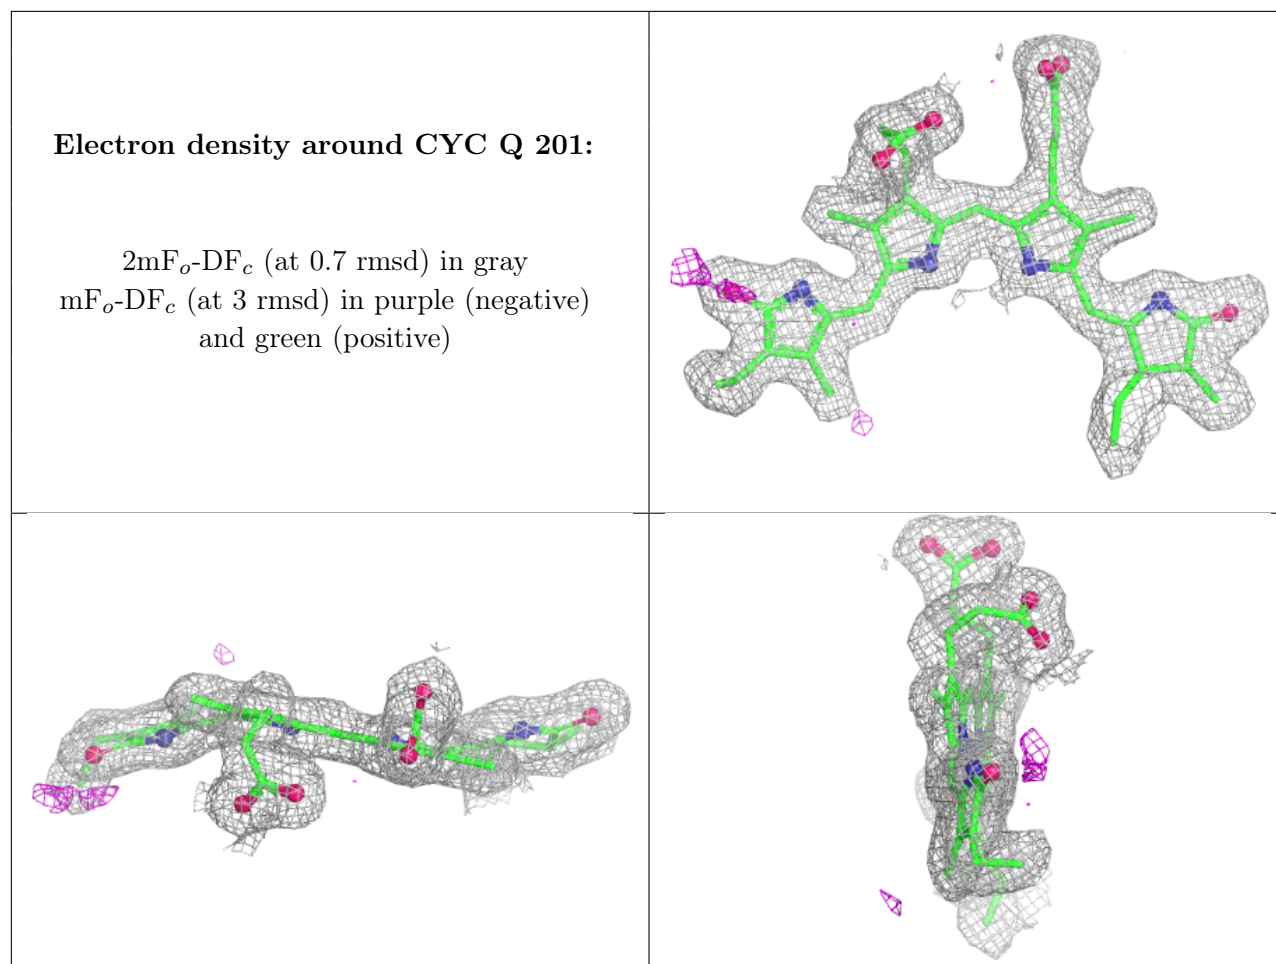 Electron density around CYC Q 201:
2mFo-DFc (at 0.7 rmsd) in gray
mFo-DFc (at 3 rmsd) in purple (negative)
and green (positive)